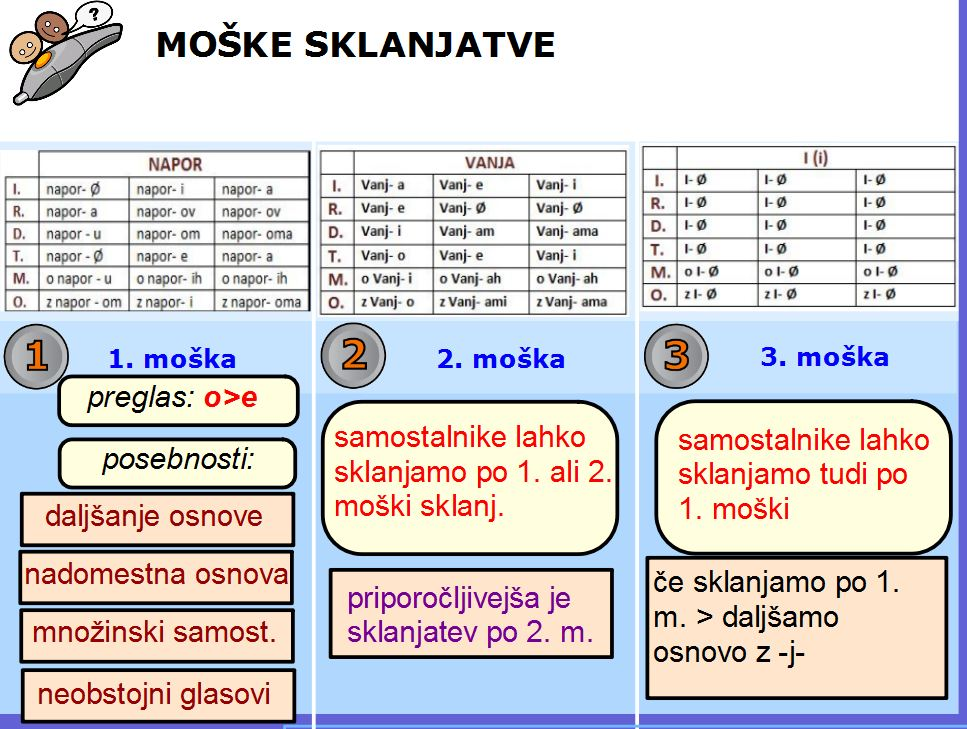 ?
MOŠKE SKLANJATVE
NAPOR
I. napor- Ø napor- i napor- a
R. napor- a napor- ov napor- ov
D. napor - u napor- om napor- oma
T. napor - Ø napor- e napor- a
M. o napor - u o napor- ih o napor- ih
O. z napor - om z napor- i z napor- oma
VANJA
I. Vanj- a Vanj- e Vanj- i
R. Vanj- e Vanj- Ø Vanj- Ø
D. Vanj- i Vanj- am Vanj- ama
T. Vanj- o Vanj- e Vanj- i
M. o Vanj- i o Vanj- ah o Vanj- ah
O. z Vanj- o z Vanj- ami z Vanj- ama
I (i)
I. I- Ø I- Ø I- Ø
R. I- Ø I- Ø I- Ø
D. I- Ø I- Ø I- Ø
T. I- Ø I- Ø I- Ø
M. o I- Ø o I- Ø o I- Ø
O. z I- Ø z I- Ø z I- Ø
1 1. moška
preglas: o>e
posebnosti:
daljšanje osnove
nadomestna osnova
množinski samost.
neobstojni glasovi
2 2. moška
samostalnike lahko
sklanjamo po 1. ali 2.
moški sklanj.
priporočljivejša je
sklanjatev po 2. m.
3 3. moška
samostalnike lahko
sklanjamo tudi po
1. moški
če sklanjamo po 1.
m. > daljšamo
osnovo z -j-